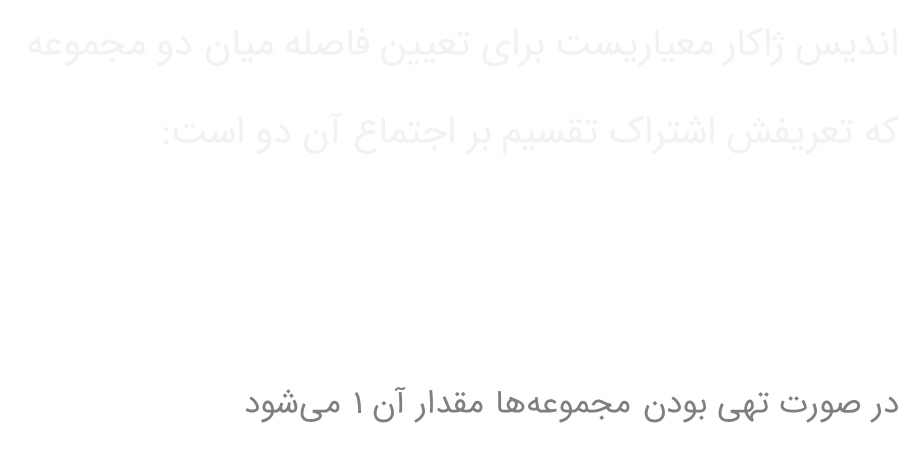 اندیس ژاکار معیاریست برای تعیین فاصله میان دو مجموعه
که تعریفش اشتراک تقسیم بر اجتماع آن دو است:
در صورت تهی بودن مجموعه‌ها مقدار آن ۱ می‌شود